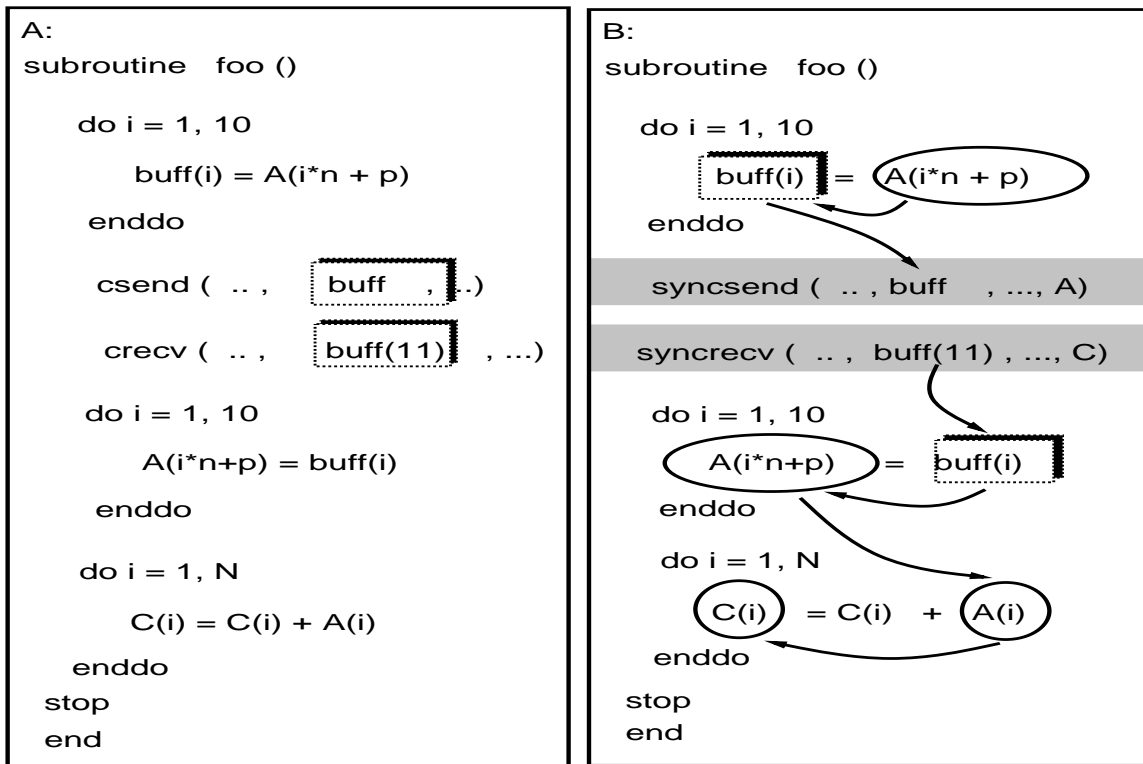 A:
subroutine foo ()
do i = 1, 10
buff(i) = A(i*n + p)
enddo
csend ( .. , buff , ..)
crecv ( .. , buff(11) , ...)
do i = 1, 10
A(i*n+p) = buff(i)
enddo
do i = 1, N
C(i) = C(i) + A(i)
enddo
stop
end
B:
subroutine foo ()
do i = 1, 10
buff(i) = A(i*n + p)
enddo
syncsend ( .. , buff , ..., A)
syncrecv ( .. , buff(11) , ..., C)
do i = 1, 10
A(i*n+p) = buff(i)
enddo
do i = 1, N
C(i) = C(i) + A(i)
enddo
stop
end